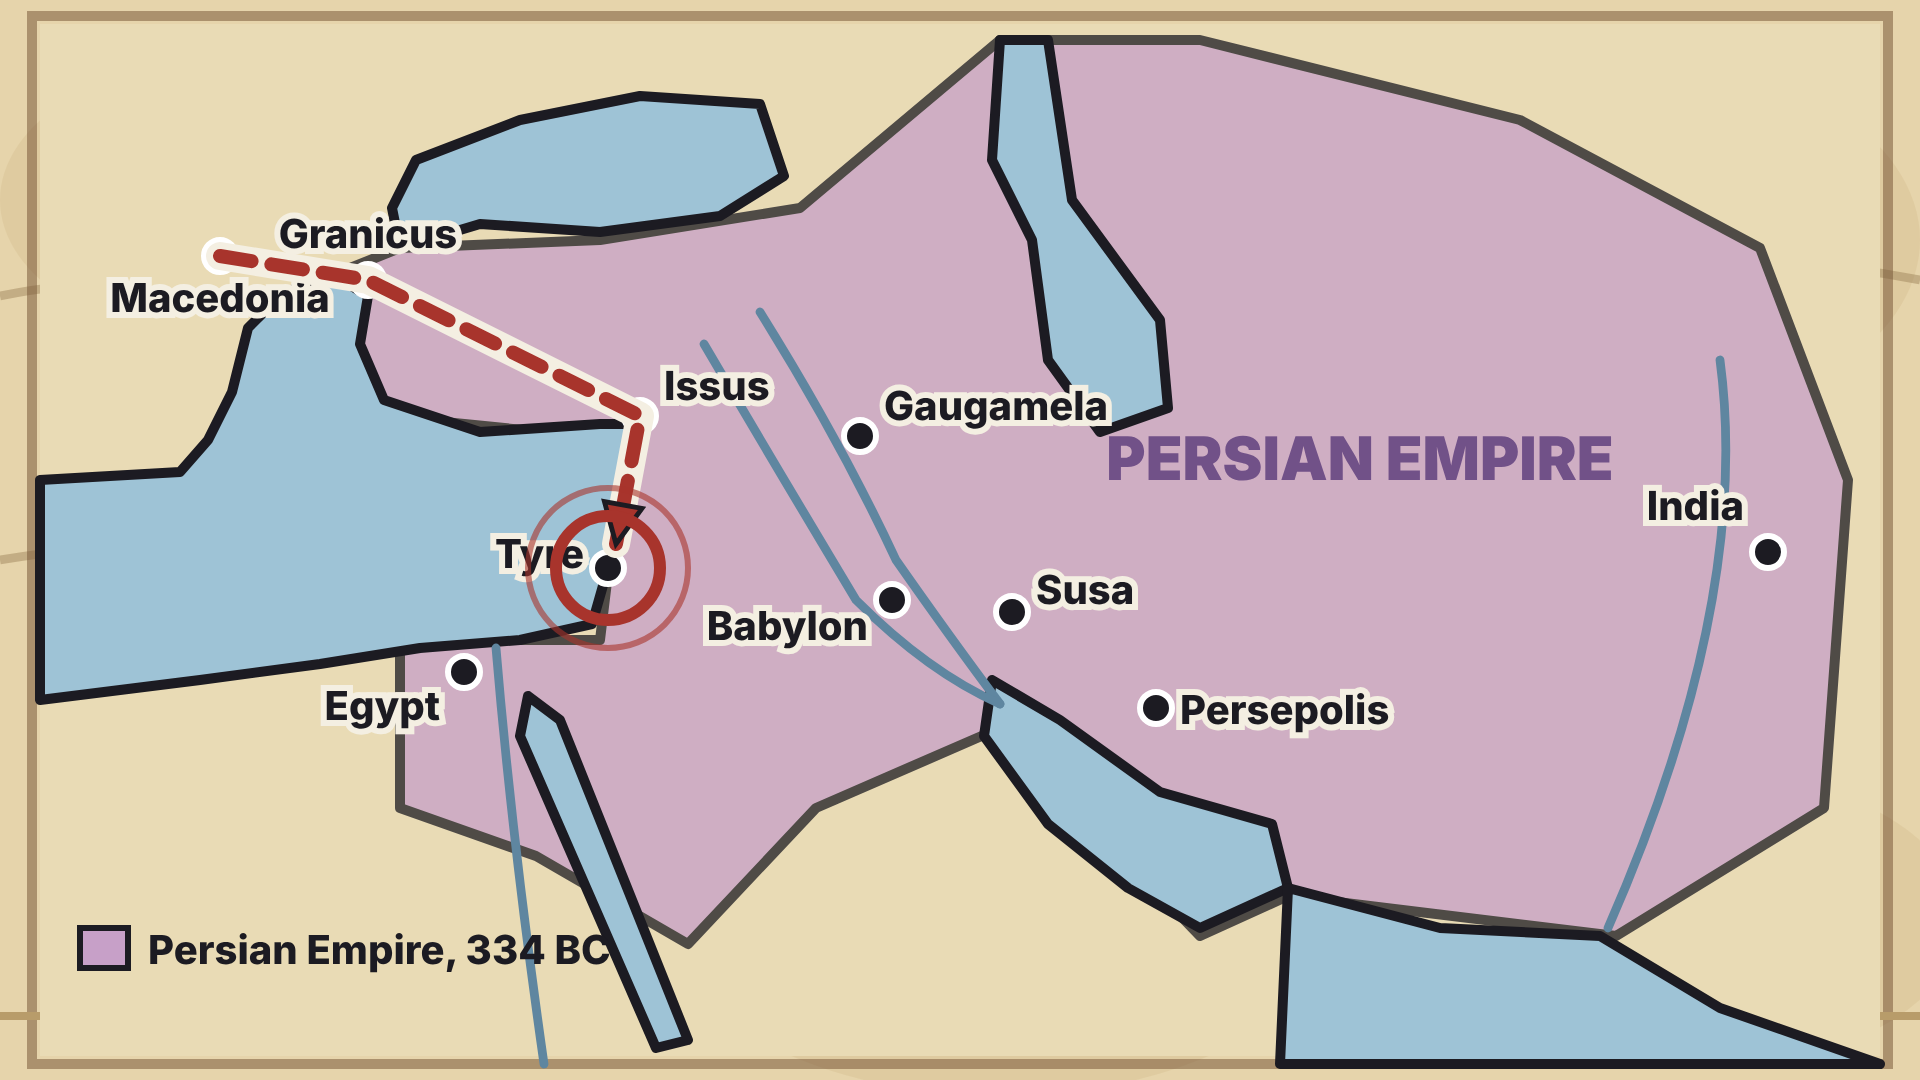 Granicus
Macedonia
Issus
Gaugamela
PERSIAN EMPIRE
India
Tyre
Susa
Babylon
Egypt
Persepolis
Persian Empire, 334 BC